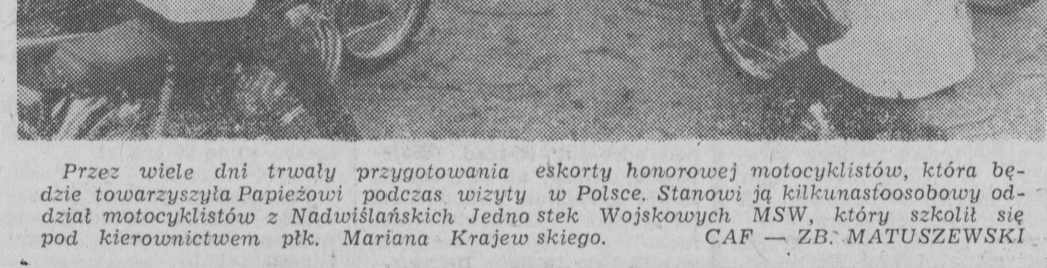 Przez wiele dni trwały przygotowania eskorty honorowej motocyklistów, która bę-
dzie towarzyszyła Papieżowi podczas wizyty w Polsce. Stanowi ją kilkunastoosobowy od-
dział motocyklistów z Nadwiślańskich Jedno stek Wojskowych MSW, który szkolił się
pod kierownictwem płk. Mariana Krajew skiego. CAF — ZB. MATUSZEWSKI